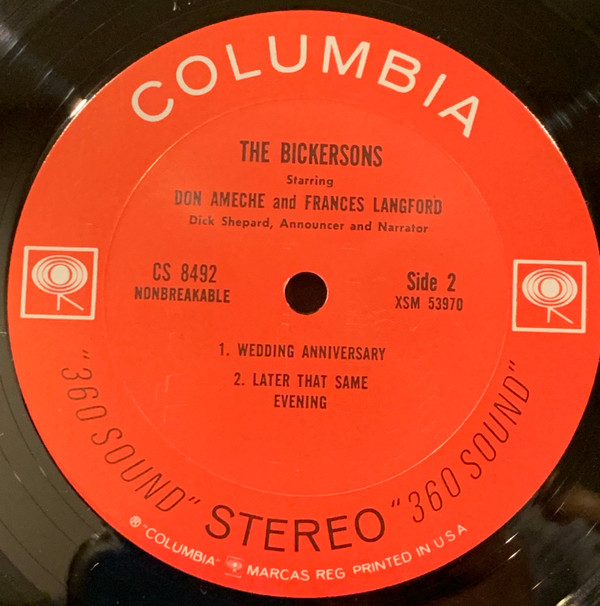 COLUMBIA
THE BICKERSONS
Starring
DON AMECHE and FRANCES LANGFORD
Dick Shepard, Announcer and Narrator
CS 8492
NONBREAKABLE
Side 2
XSM 53970
1. WEDDING ANNIVERSARY
2. LATER THAT SAME
EVENING
"360 SOUND" STEREO "360 SOUND"
® "COLUMBIA" MARCAS REG PRINTED IN U.S.A